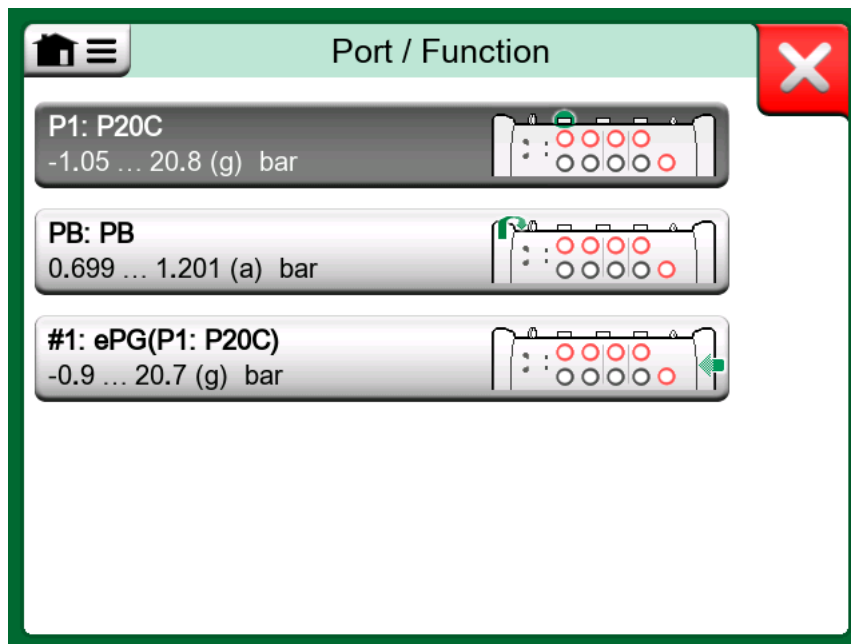 Port / Function
P1: P20C
-1.05 ... 20.8 (g) bar
PB: PB
0.699 ... 1.201 (a) bar
#1: ePG(P1: P20C)
-0.9 ... 20.7 (g) bar